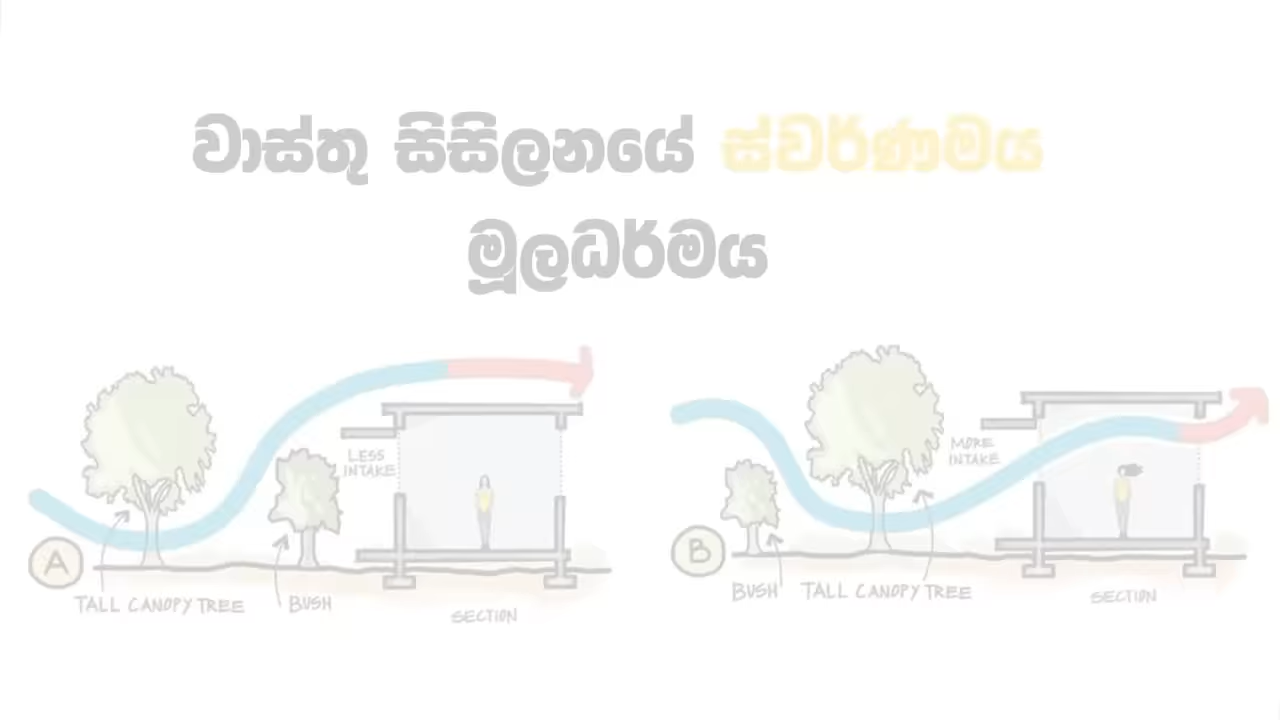 වාස්තු සිසිලනයේ ස්වර්ණමය
මූලධර්මය
LESS
INTAKE
A
TALL CANOPY TREE
BUSH
SECTION
MORE
INTAKE
B
BUSH
TALL CANOPY TREE
SECTION